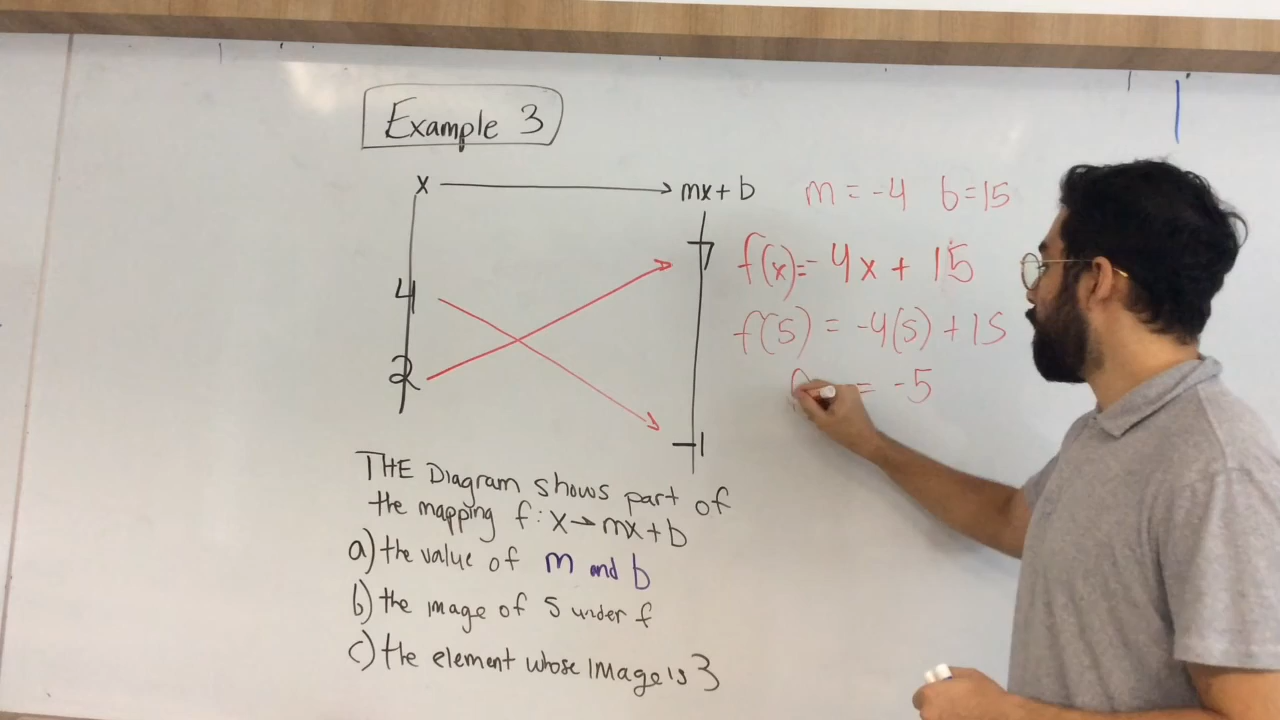 Example 3
x → mx + b
m = -4 b = 15
7
f(x) = -4x + 15
4
f(5) = -4(5) + 15
2
= -5
-1
THE Diagram shows part of
the mapping f : x → mx + b
a) the value of m and b
b) the image of 5 under f
c) the element whose image is 3